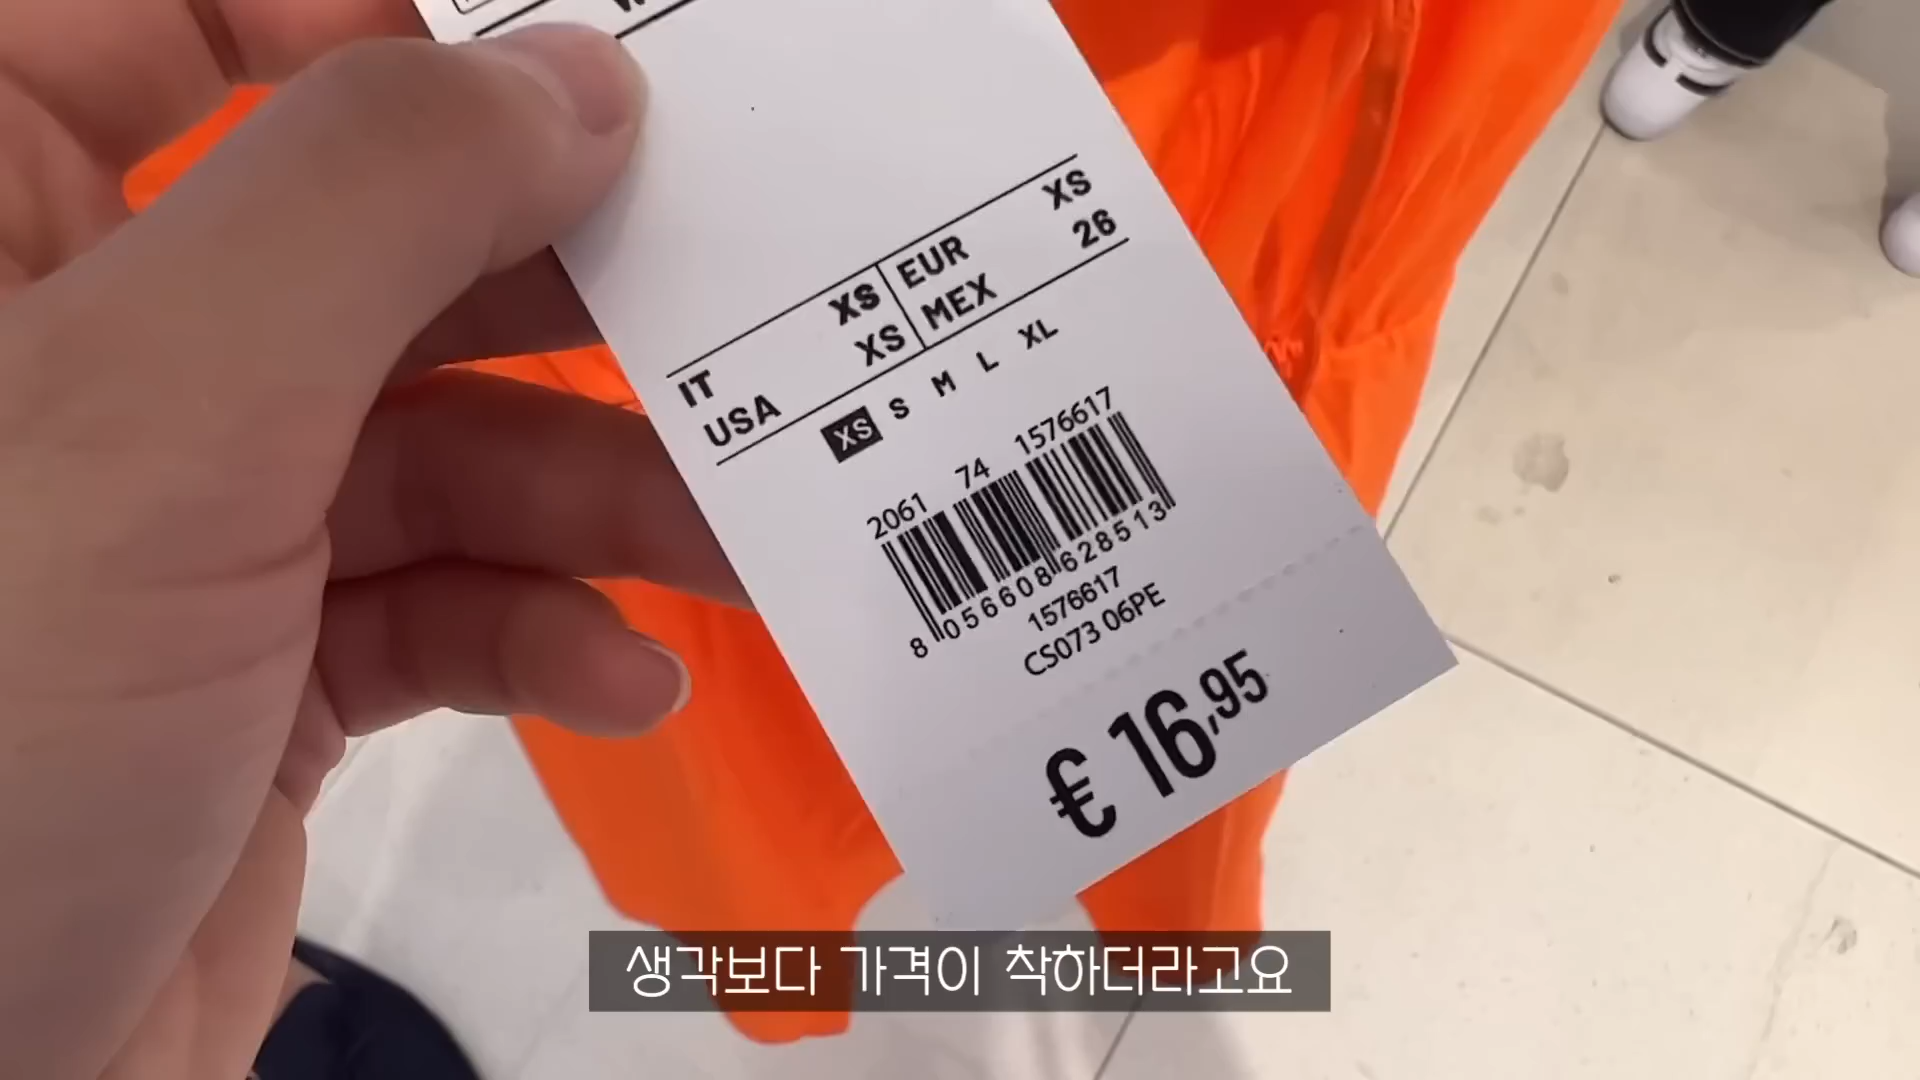 IT XS EUR XS
USA XS MEX 26
XS S M L XL
2061 74 1576617
8 056608 628513
1576617
CS073 06PE
€ 16,95
생각보다 가격이 착하더라고요